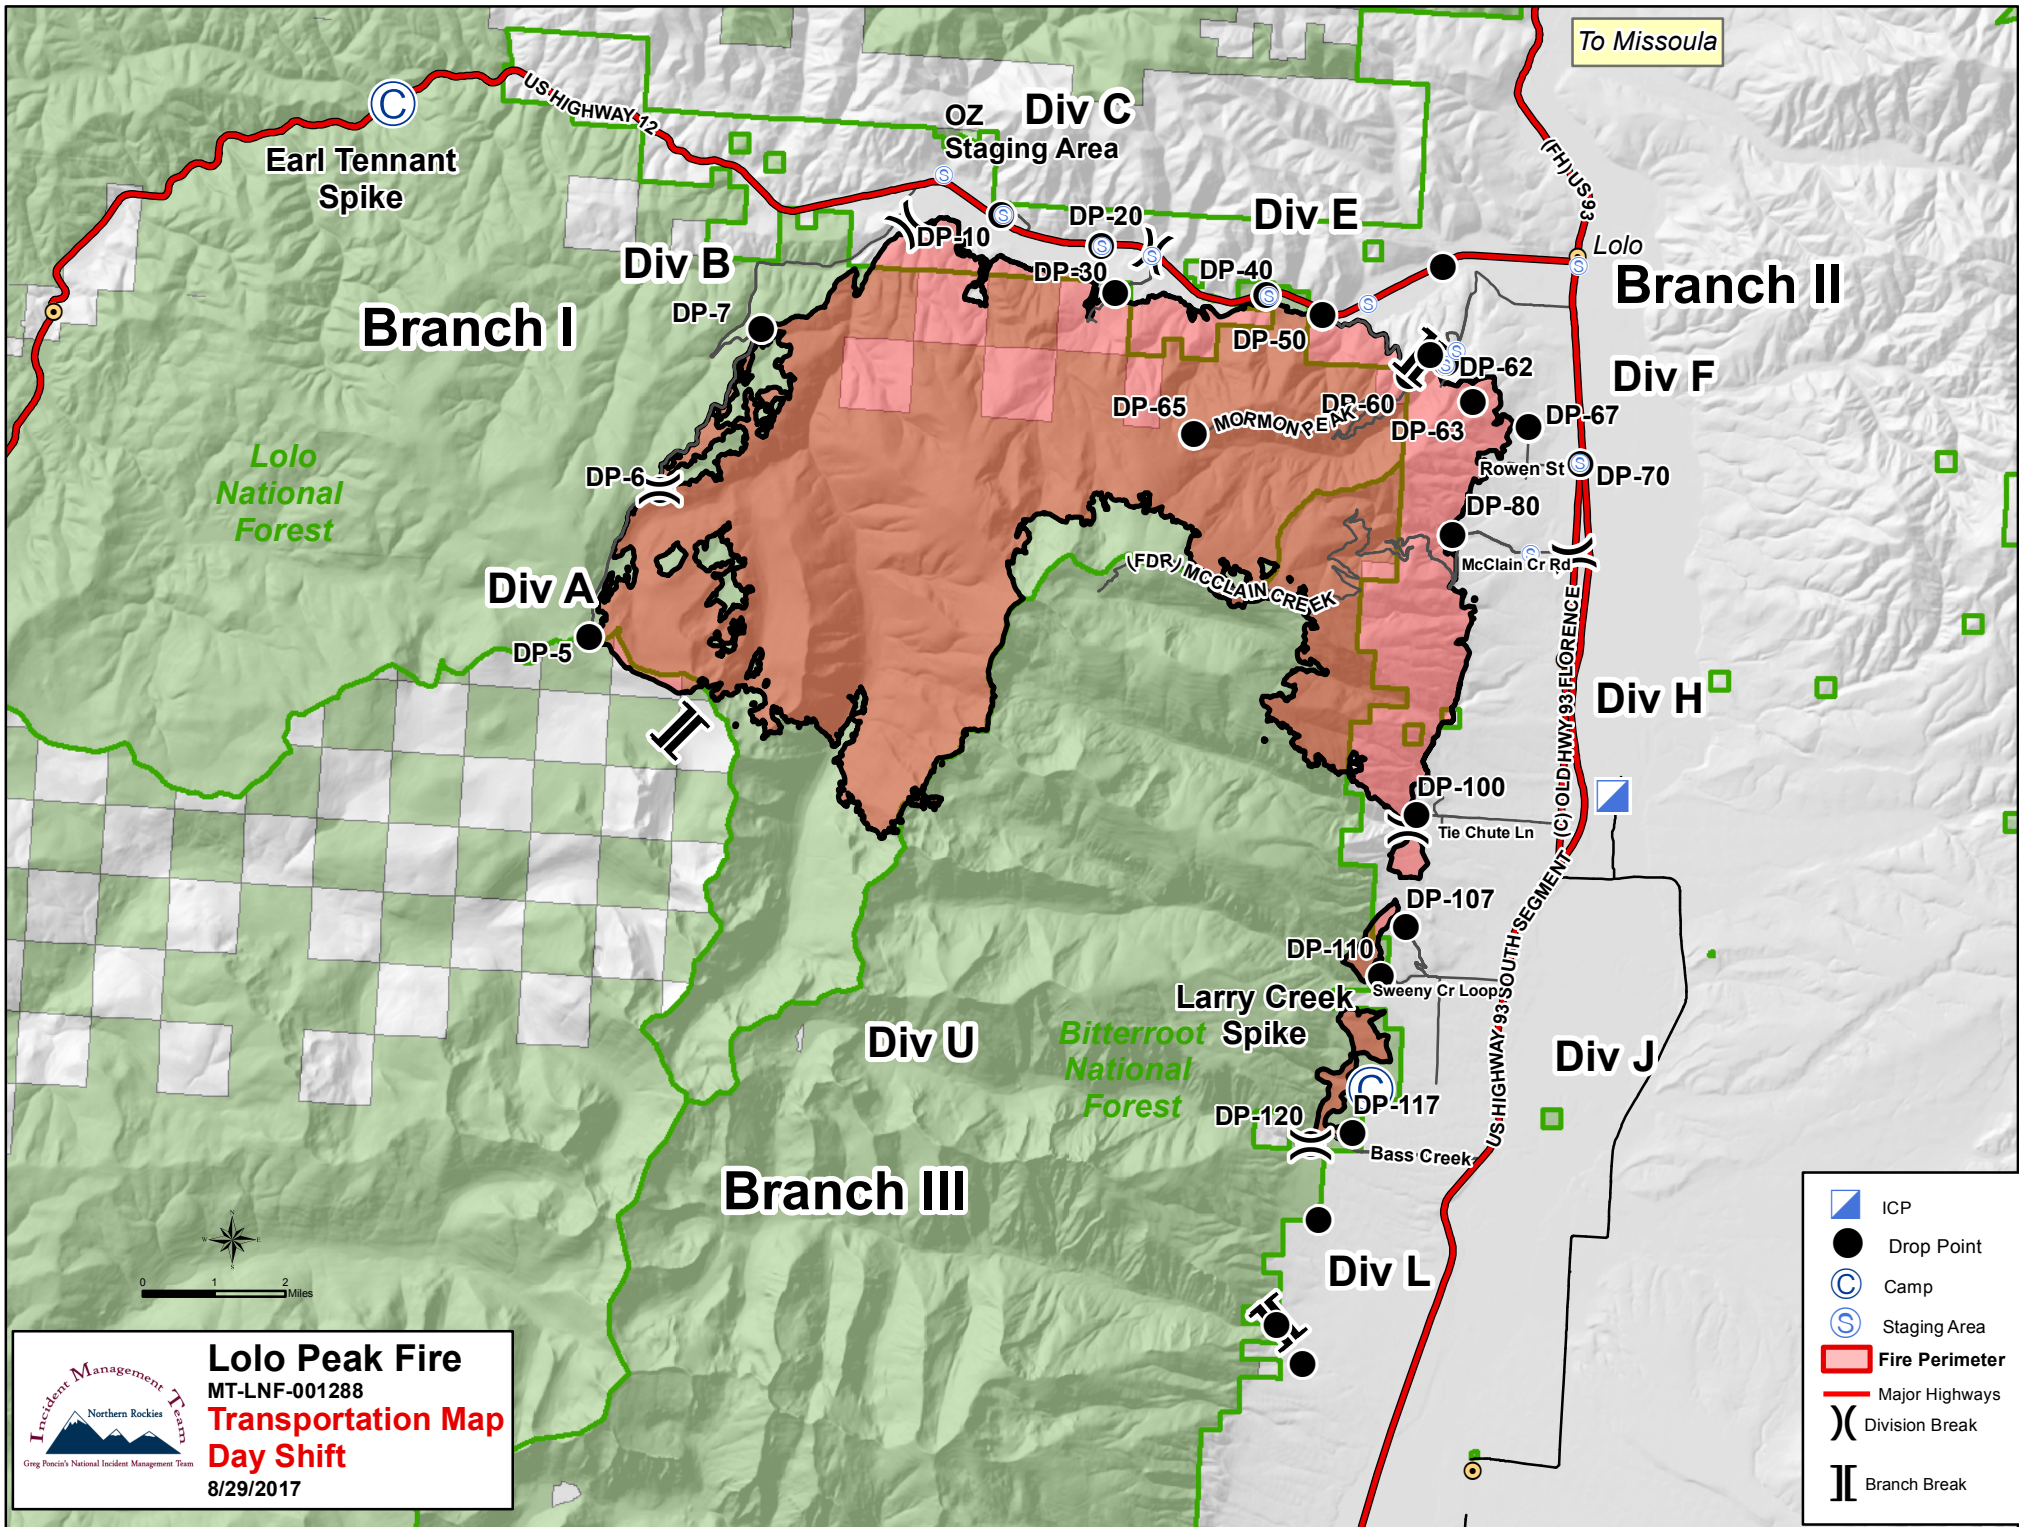 To Missoula
US HIGHWAY 12
OZ
Staging Area
Div C
(FH) US 93
Earl Tennant
Spike
DP-20
Div E
DP-10
Lolo
Div B
DP-30
DP-40
Branch II
DP-7
Branch I
DP-50
DP-62
Div F
DP-65
DP-60
MORMON PEAK
DP-63
DP-67
Lolo
National
Forest
DP-6
Rowen St
DP-70
DP-80
(FDR) MCCLAIN CREEK
McClain Cr Rd
Div A
DP-5
(C) OLD HWY 93 FLORENCE
Div H
DP-100
Tie Chute Ln
DP-107
DP-110
US HIGHWAY 93 SOUTH SEGMENT
Sweeny Cr Loop
Larry Creek
Spike
Div U
Bitterroot
National
Forest
Div J
C
DP-117
DP-120
Bass Creek
Branch III
Div L
N
W
E
S
0 1 2
Miles
Incident Management Team
Northern Rockies
Greg Poncin's National Incident Management Team
Lolo Peak Fire
MT-LNF-001288
Transportation Map
Day Shift
8/29/2017
ICP
Drop Point
C Camp
S Staging Area
Fire Perimeter
Major Highways
Division Break
Branch Break